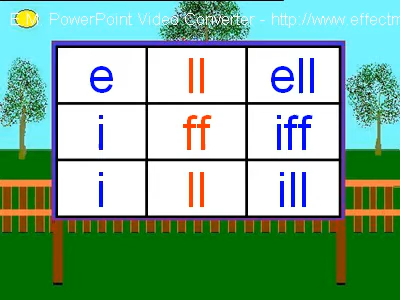 E.M. PowerPoint Video Converter - http://www.effectm
e ll ell
i ff iff
i ll ill